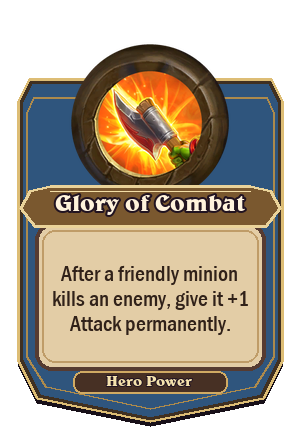 Glory of Combat
After a friendly minion
kills an enemy, give it +1
Attack permanently.
Hero Power